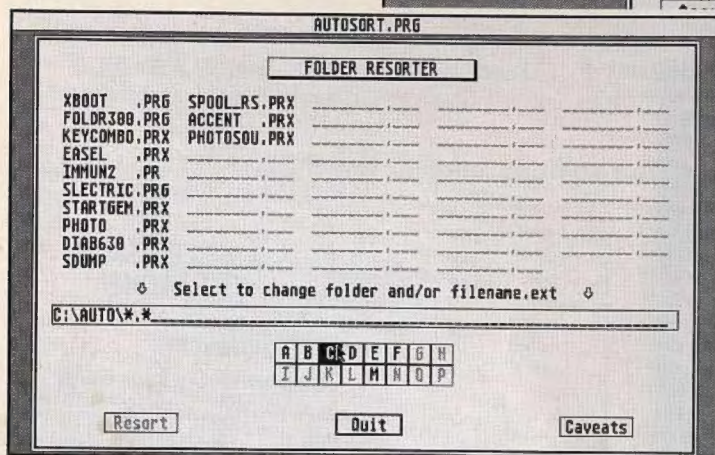 AUTOSORT.PRG
FOLDER RESORTER
XBOOT .PRG SPOOL_RS.PRX
FOLDR300.PRG ACCENT .PRX
KEYCOMBO.PRX PHOTOSOU.PRX
EASEL .PRX
IMMUN2 .PR
SLECTRIC.PRG
STARTGEM.PRX
PHOTO .PRX
DIAB630 .PRX
SDUMP .PRX
⇩ Select to change folder and/or filename.ext ⇩
C:\AUTO\*.*
A B C D E F G H
I J K L M N O P
Resort Quit Caveats